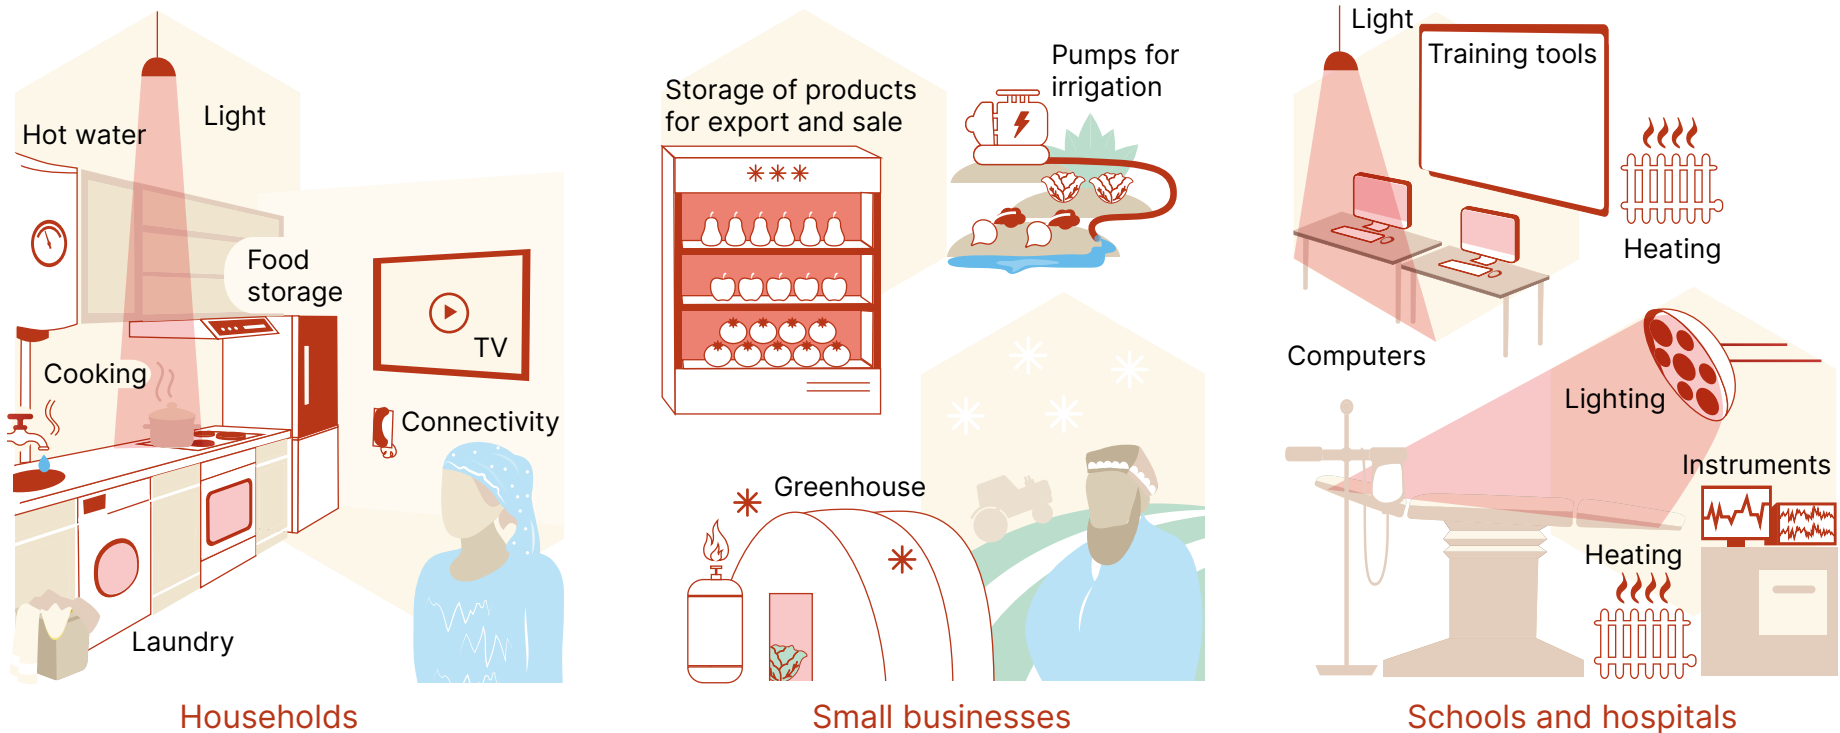 Light
Hot water
Food
storage
TV
Cooking
Connectivity
Laundry
Households
Pumps for
irrigation
Storage of products
for export and sale
Greenhouse
Small businesses
Light
Training tools
Heating
Computers
Lighting
Instruments
Heating
Schools and hospitals